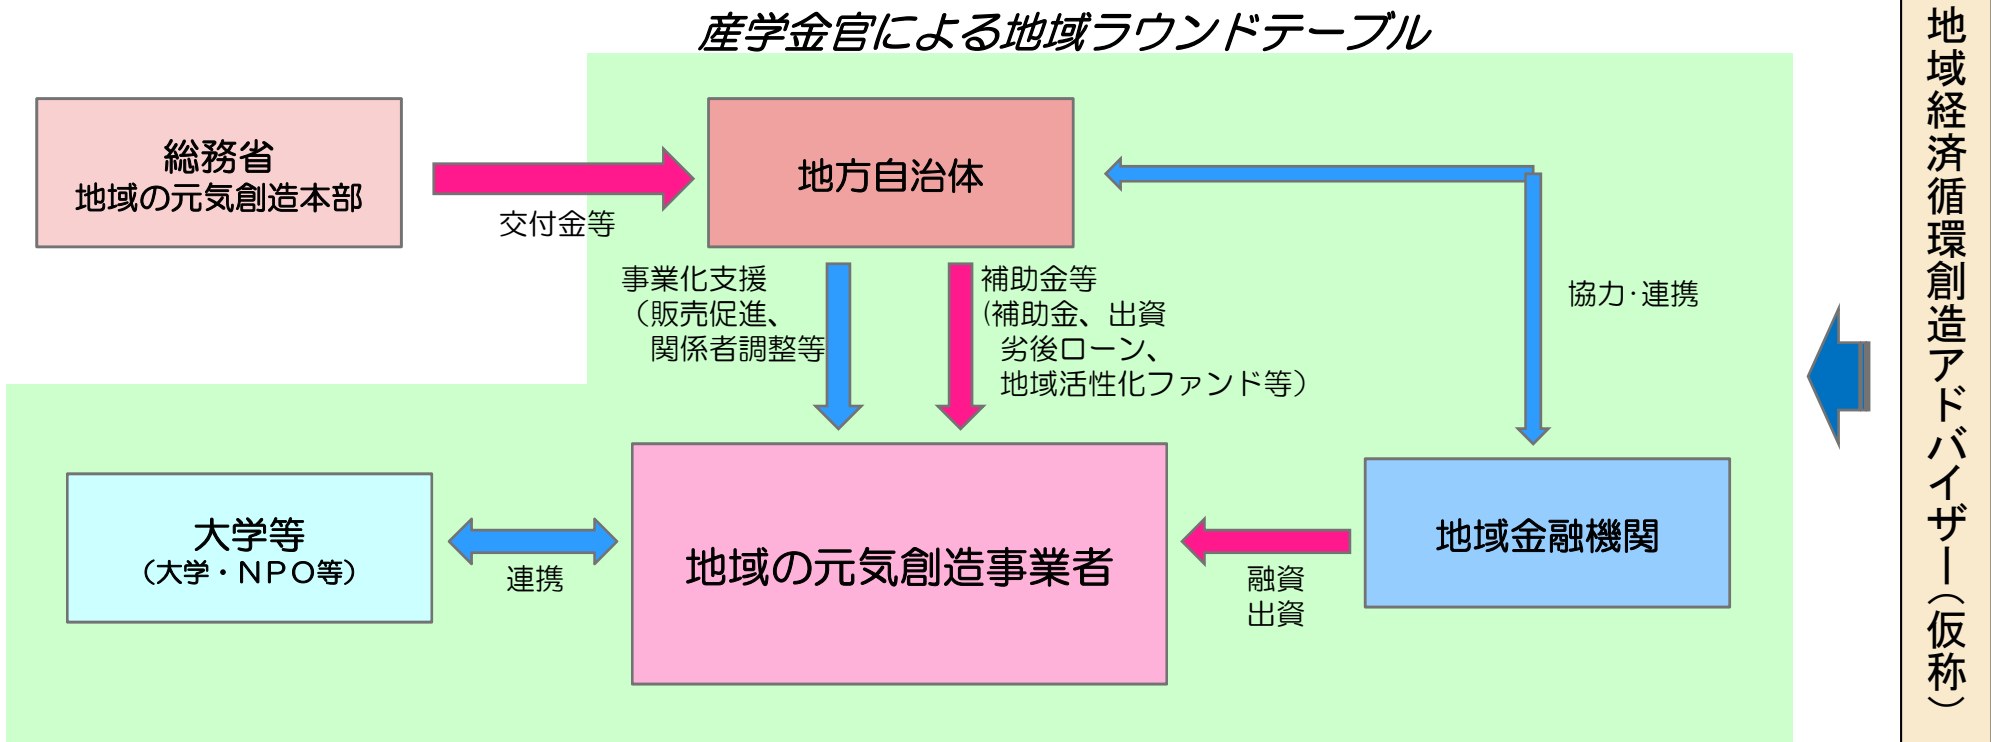 産学金官による地域ラウンドテーブル
総務省
地域の元気創造本部
交付金等
地方自治体
事業化支援
（販売促進、
関係者調整等
補助金等
(補助金、出資
劣後ローン、
地域活性化ファンド等）
協力･連携
大学等
（大学・ＮＰＯ等）
連携
地域の元気創造事業者
融資
出資
地域金融機関
地域経済循環創造アドバイザー（仮称）